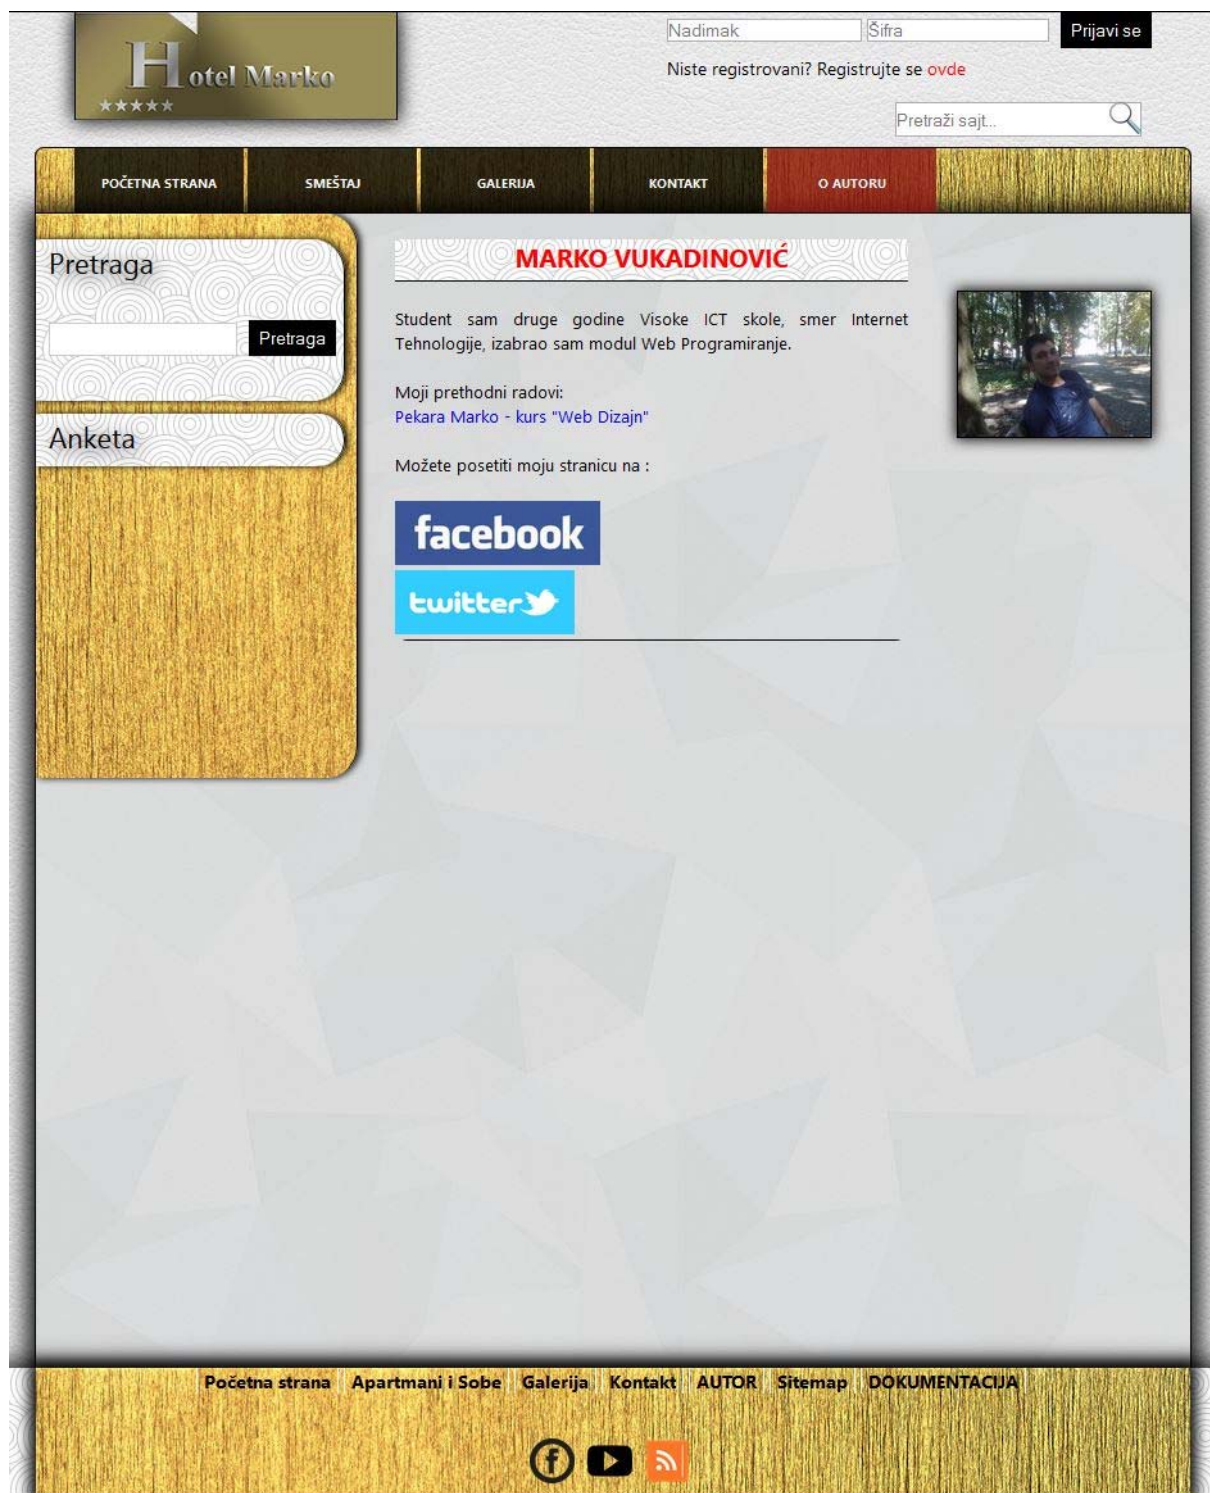 Hotel Marko
Nadimak Šifra Prijavi se
Niste registrovani? Registrujte se ovde
Pretraži sajt...
POČETNA STRANA SMEŠTAJ GALERIJA KONTAKT O AUTORU
Pretraga
Pretraga
Anketa
MARKO VUKADINOVIĆ
Student sam druge godine Visoke ICT skole, smer Internet
Tehnologije, izabrao sam modul Web Programiranje.
Moji prethodni radovi:
Pekara Marko - kurs "Web Dizajn"
Možete posetiti moju stranicu na :
facebook
twitter
Početna strana Apartmani i Sobe Galerija Kontakt AUTOR Sitemap DOKUMENTACIJA